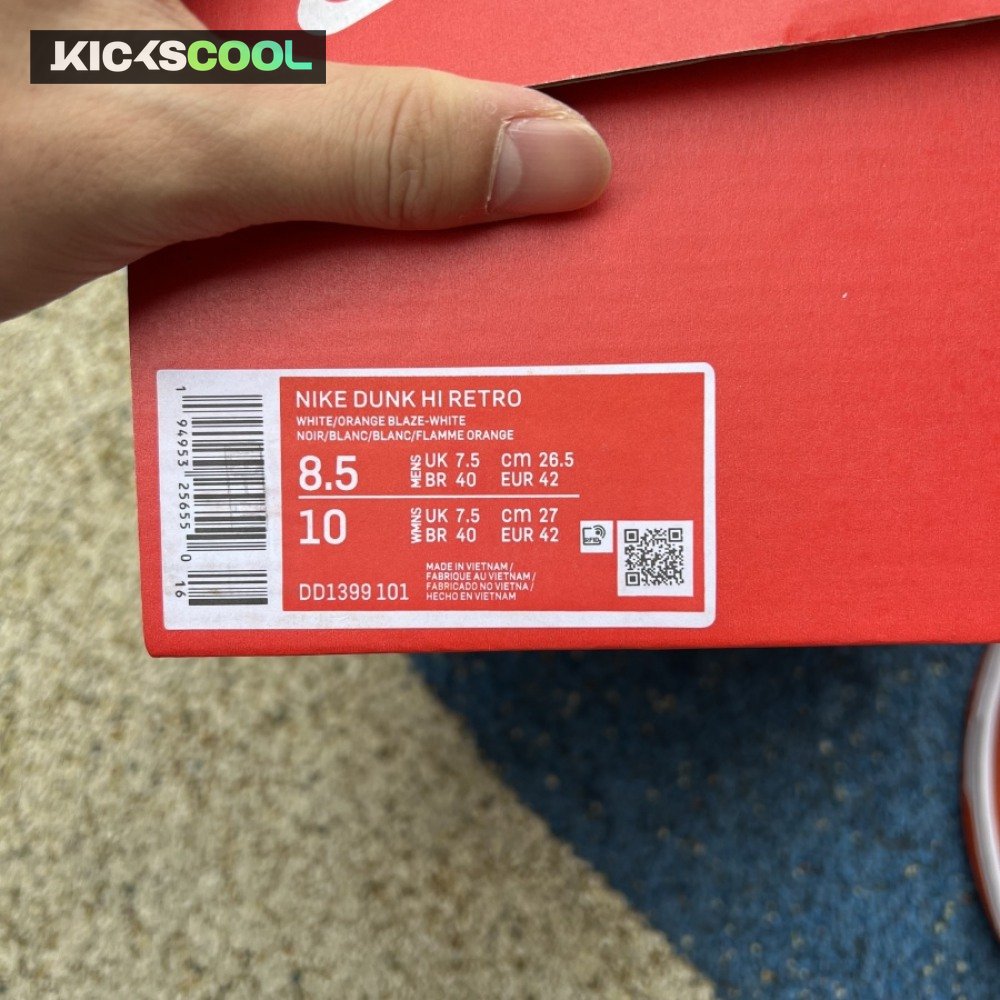 KICKSCOOL
NIKE DUNK HI RETRO
WHITE/ORANGE BLAZE-WHITE
NOIR/BLANC/BLANC/FLAMME ORANGE
8.5 MENS UK 7.5 cm 26.5
BR 40 EUR 42
10 WMNS UK 7.5 cm 27
BR 40 EUR 42
RFID
DD1399 101
MADE IN VIETNAM /
FABRIQUE AU VIETNAM /
FABRICADO NO VIETNA /
HECHO EN VIETNAM
1 94953 25655 0 16